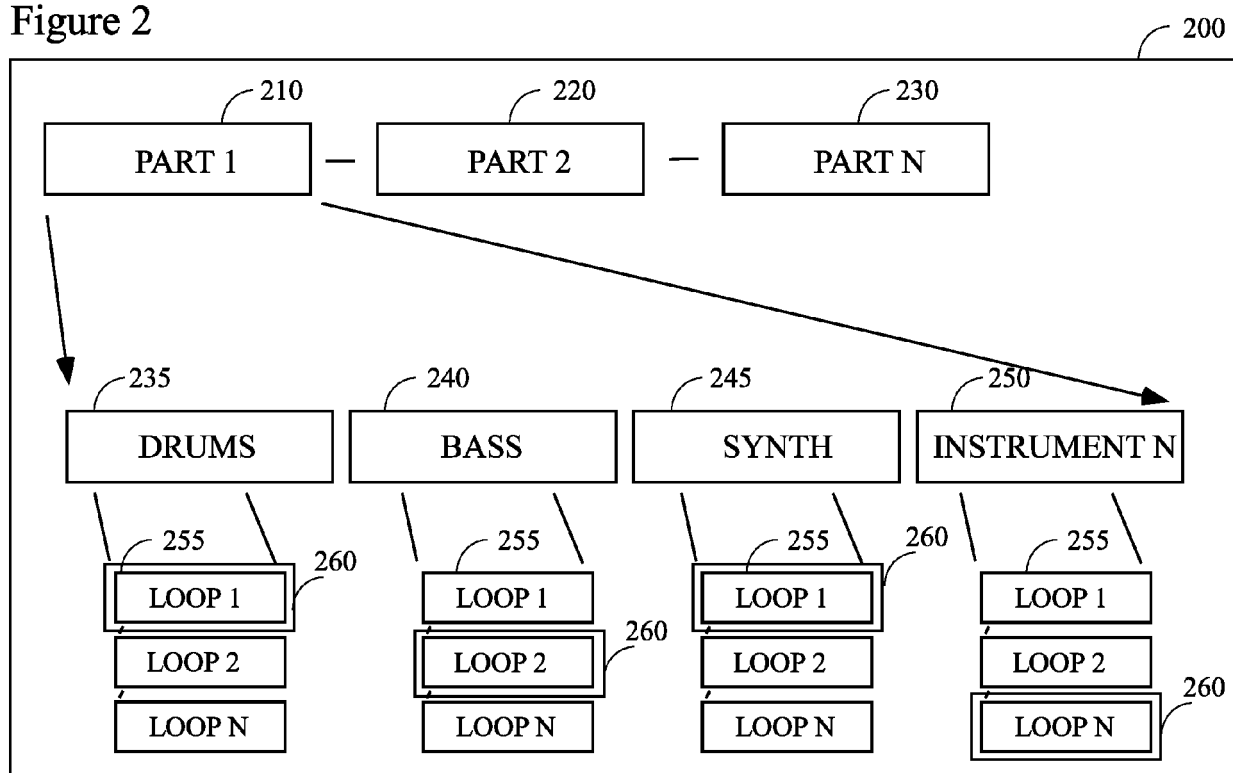 Figure 2
200
210 220 230
PART 1 PART 2 PART N
235 240 245 250
DRUMS BASS SYNTH INSTRUMENT N
255 260 255 255 260 255
LOOP 1 LOOP 1 LOOP 1 LOOP 1
260
LOOP 2 LOOP 2 LOOP 2 LOOP 2
260
LOOP N LOOP N LOOP N LOOP N